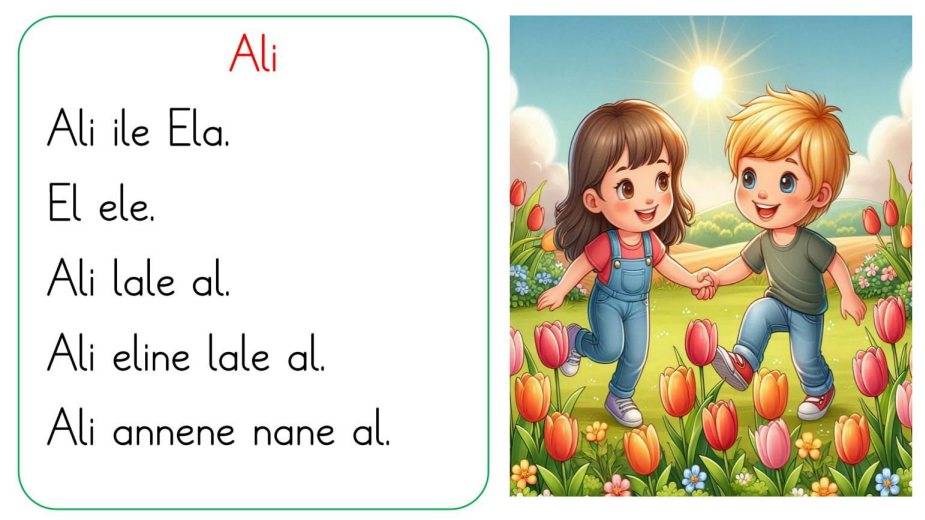 Ali
Ali ile Ela.
El ele.
Ali lale al.
Ali eline lale al.
Ali annene nane al.